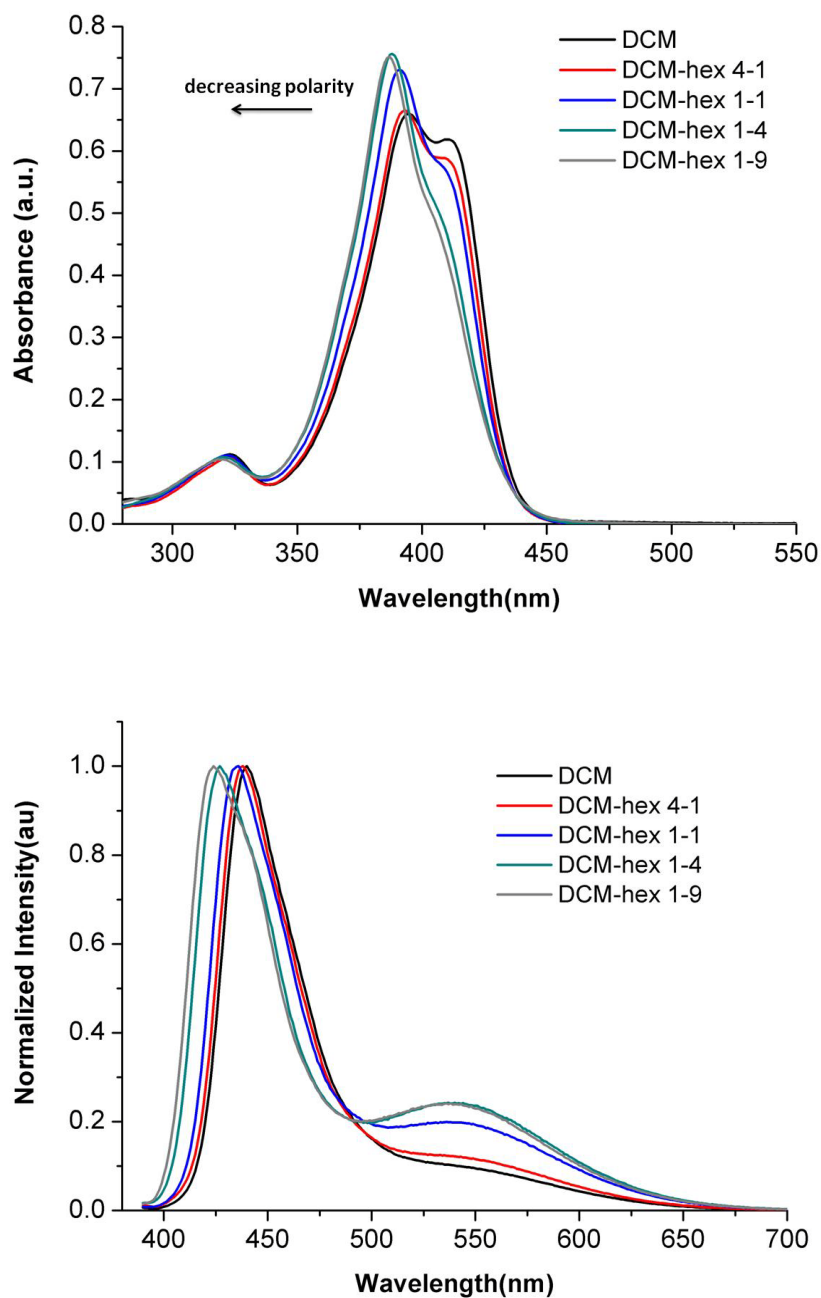 0.8
0.7
0.6
0.5
0.4
0.3
0.2
0.1
0.0
Absorbance (a.u.)
decreasing polarity
DCM
DCM-hex 4-1
DCM-hex 1-1
DCM-hex 1-4
DCM-hex 1-9
300 350 400 450 500 550
Wavelength(nm)
1.0
0.8
0.6
0.4
0.2
0.0
Normalized Intensity(au)
DCM
DCM-hex 4-1
DCM-hex 1-1
DCM-hex 1-4
DCM-hex 1-9
400 450 500 550 600 650 700
Wavelength(nm)